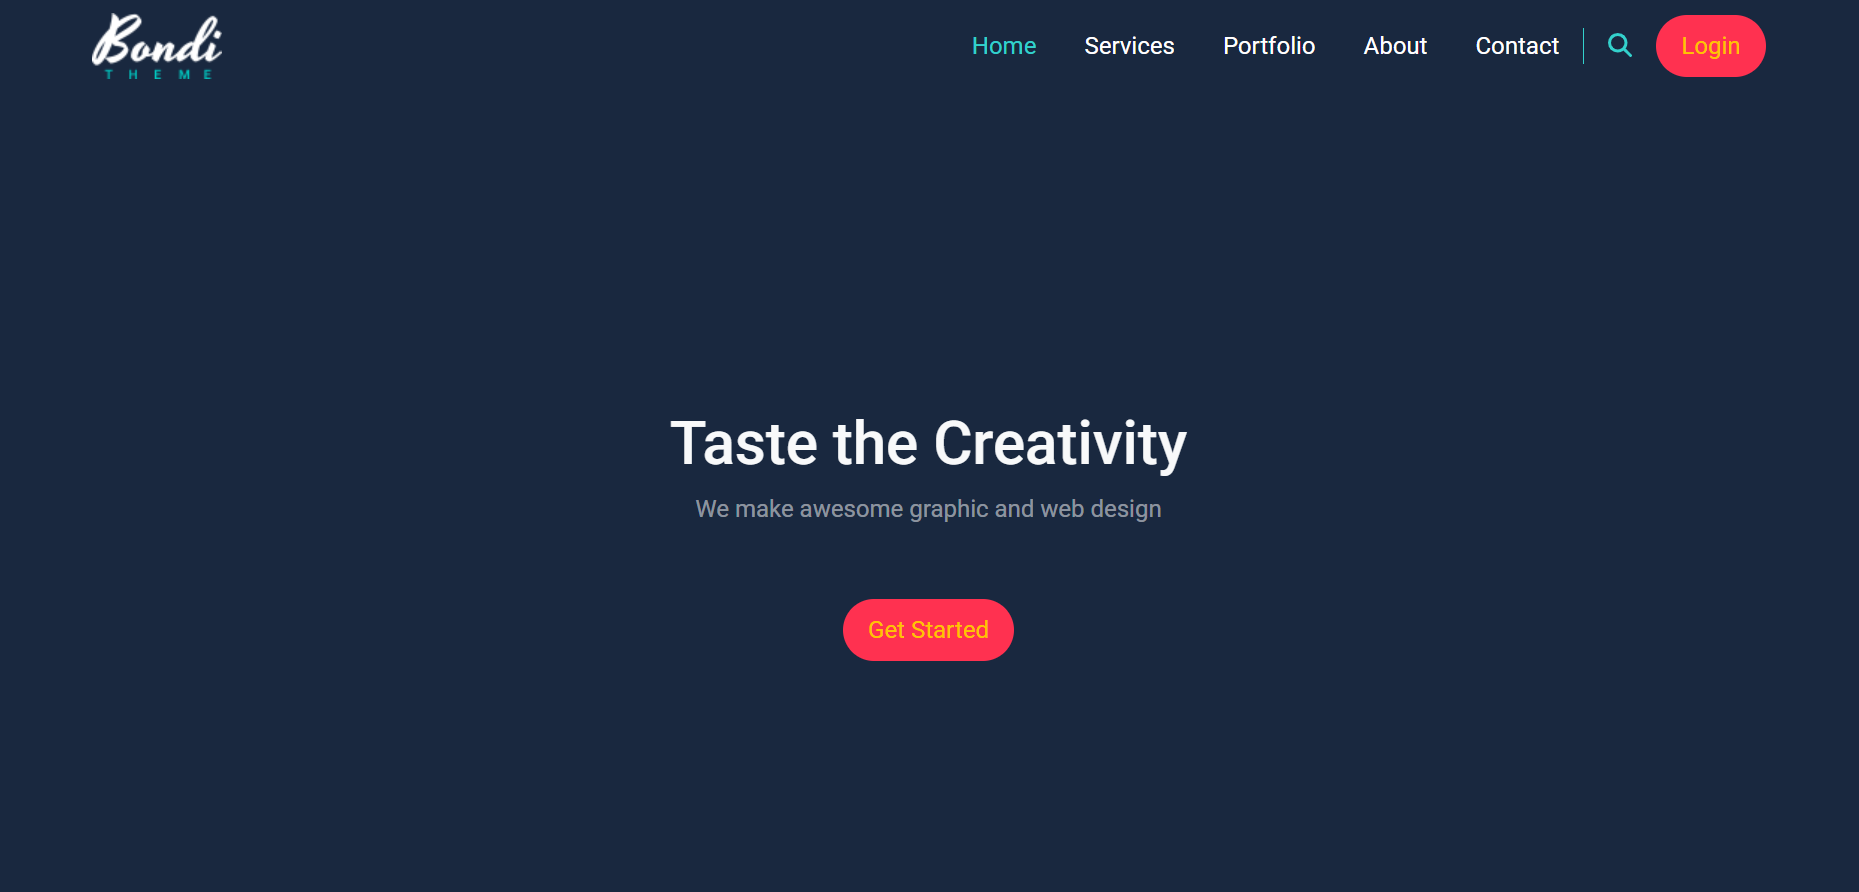 Bondi
THEME
Home Services Portfolio About Contact Login
Taste the Creativity
We make awesome graphic and web design
Get Started